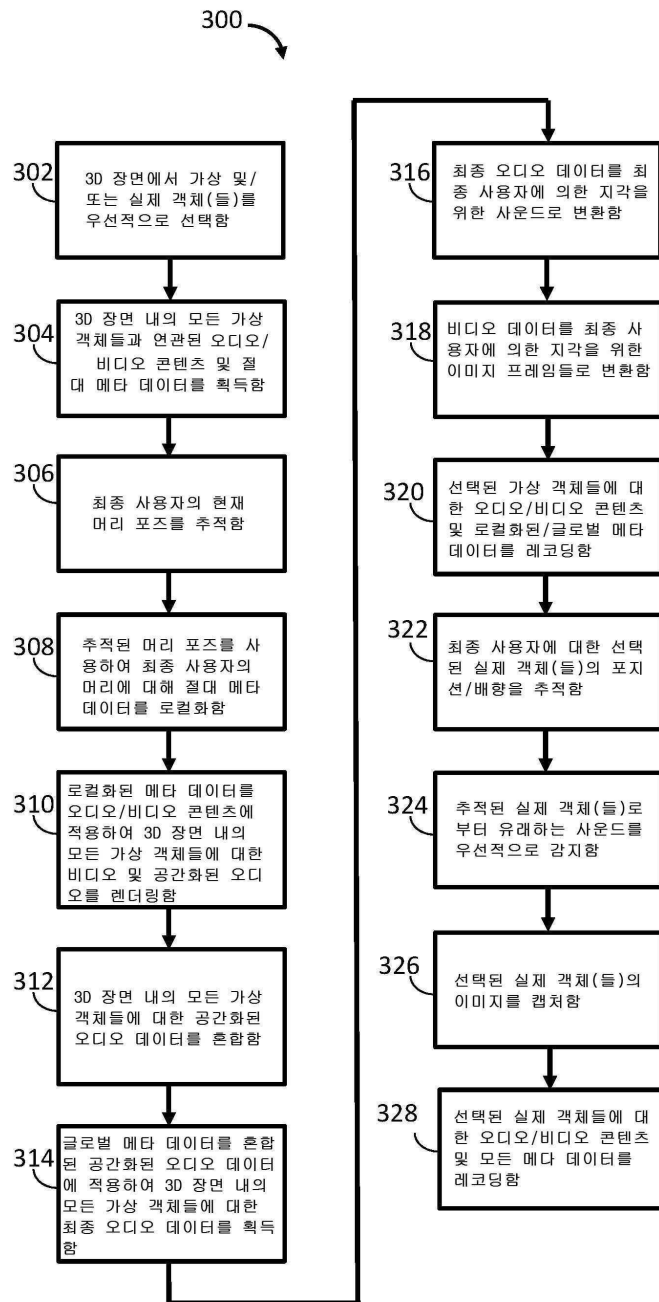 300
302
3D 장면에서 가상 및/
또는 실제 객체(들)를
우선적으로 선택함
304
3D 장면 내의 모든 가상
객체들과 연관된 오디오/
비디오 콘텐츠 및 절
대 메타 데이터를 획득함
306
최종 사용자의 현재
머리 포즈를 추적함
308
추적된 머리 포즈를 사
용하여 최종 사용자의
머리에 대해 절대 메타
데이터를 로컬화함
310
로컬화된 메타 데이터를
오디오/비디오 콘텐츠에
적용하여 3D 장면 내의
모든 가상 객체들에 대한
비디오 및 공간화된 오디
오를 렌더링함
312
3D 장면 내의 모든 가상
객체들에 대한 공간화된
오디오 데이터를 혼합함
314
글로벌 메타 데이터를 혼합
된 공간화된 오디오 데이터
에 적용하여 3D 장면 내의
모든 가상 객체들에 대한
최종 오디오 데이터를 획득
함
316
최종 오디오 데이터를 최
종 사용자에 의한 지각을
위한 사운드로 변환함
318
비디오 데이터를 최종 사
용자에 의한 지각을 위한
이미지 프레임들로 변환함
320
선택된 가상 객체들에 대
한 오디오/비디오 콘텐츠
및 로컬화된/글로벌 메타
데이터를 레코딩함
322
최종 사용자에 대한 선택
된 실제 객체(들)의 포지
션/배향을 추적함
324
추적된 실제 객체(들)로
부터 유래하는 사운드를
우선적으로 감지함
326
선택된 실제 객체(들)의
이미지를 캡처함
328
선택된 실제 객체들에 대
한 오디오/비디오 콘텐츠
및 모든 메다 데이터를
레코딩함